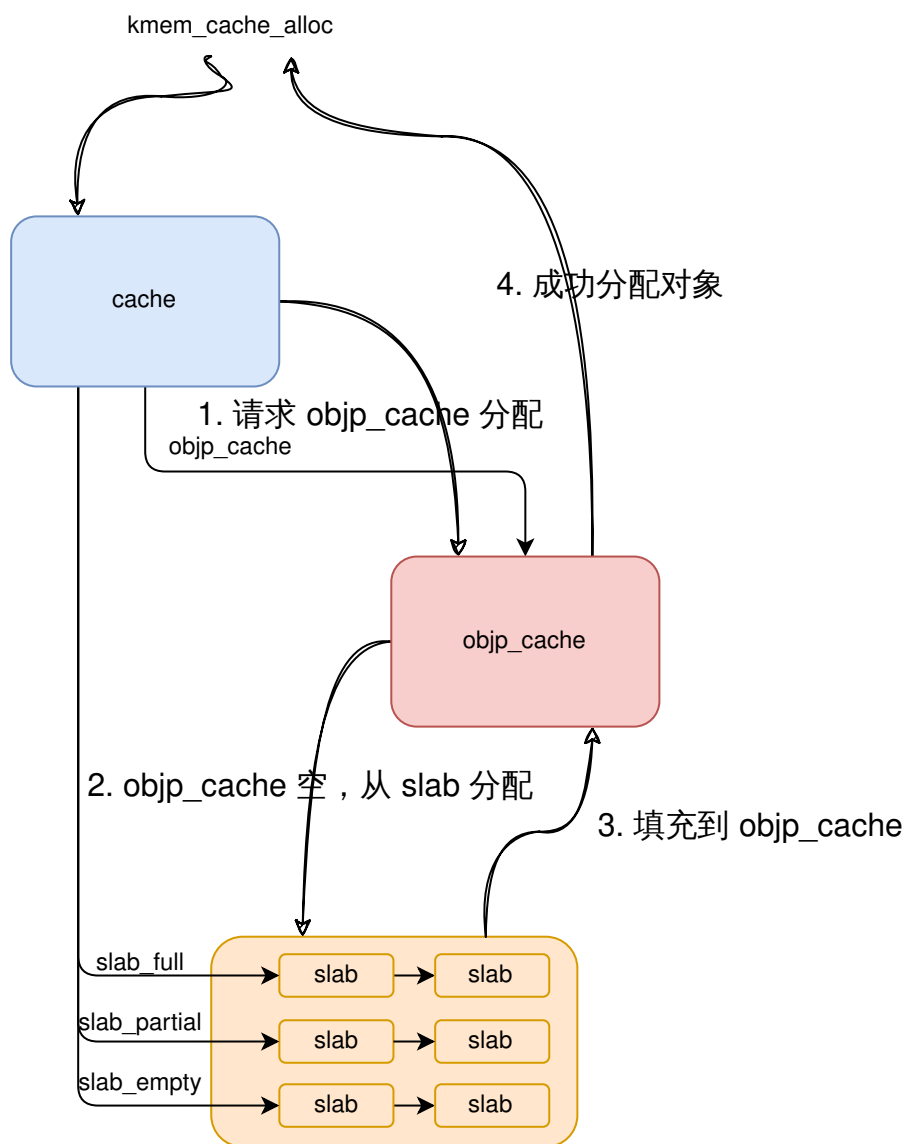 kmem_cache_alloc
cache
4. 成功分配对象
1. 请求 objp_cache 分配
objp_cache
objp_cache
2. objp_cache 空，从 slab 分配
3. 填充到 objp_cache
slab_full
slab
slab
slab_partial
slab
slab
slab_empty
slab
slab